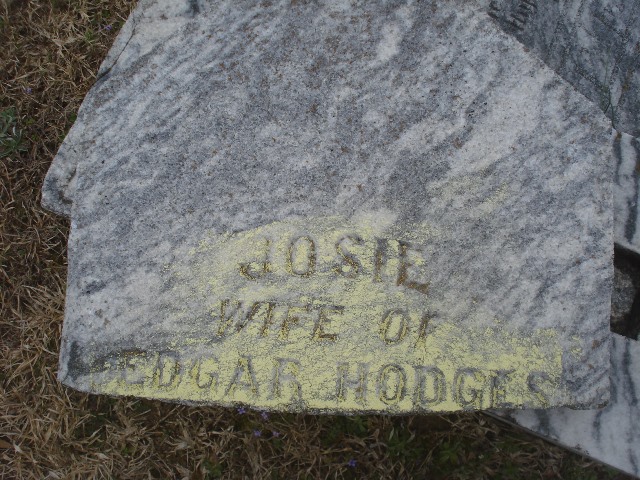 JOSIE
WIFE OF
EDGAR HODGES